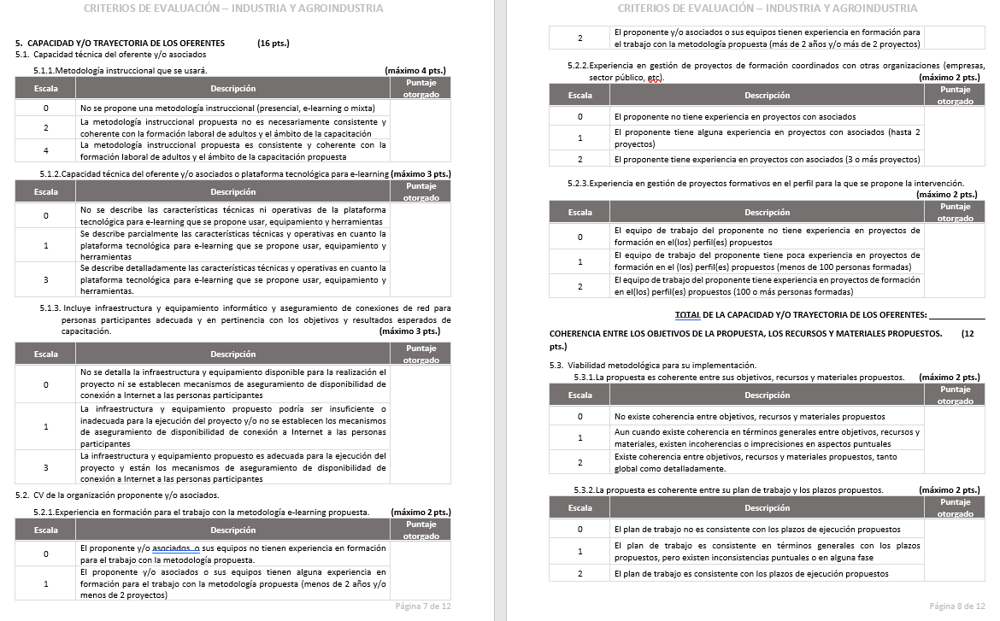 CRITERIOS DE EVALUACIÓN – INDUSTRIA Y AGROINDUSTRIA
5. CAPACIDAD Y/O TRAYECTORIA DE LOS OFERENTES (16 pts.)
5.1. Capacidad técnica del oferente y/o asociados
5.1.1.Metodología instruccional que se usará. (máximo 4 pts.)
Escala Descripción Puntaje
otorgado
0 No se propone una metodología instruccional (presencial, e-learning o mixta)
La metodología instruccional propuesta no es necesariamente consistente y
2
coherente con la formación laboral de adultos y el ámbito de la capacitación
La metodología instruccional propuesta es consistente y coherente con la
4
formación laboral de adultos y el ámbito de la capacitación propuesta
5.1.2.Capacidad técnica del oferente y/o asociados o plataforma tecnológica para e-learning (máximo 3 pts.)
Escala Descripción Puntaje
otorgado
No se describe las características técnicas ni operativas de la plataforma
0
tecnológica para e-learning que se propone usar, equipamiento y herramientas
Se describe parcialmente las características técnicas y operativas en cuanto la
1 plataforma tecnológica para e-learning que se propone usar, equipamiento y
herramientas
Se describe detalladamente las características técnicas y operativas en cuanto la
3 plataforma tecnológica para e-learning que se propone usar, equipamiento y
herramientas.
5.1.3. Incluye infraestructura y equipamiento informático y aseguramiento de conexiones de red para
personas participantes adecuada y en pertinencia con los objetivos y resultados esperados de
capacitación. (máximo 3 pts.)
Escala Descripción Puntaje
otorgado
No se detalla la infraestructura y equipamiento disponible para la realización el
0 proyecto ni se establecen mecanismos de aseguramiento de disponibilidad de
conexión a Internet a las personas participantes
La infraestructura y equipamiento propuesto podría ser insuficiente o
inadecuada para la ejecución del proyecto y/o no se establecen los mecanismos
1
de aseguramiento de disponibilidad de conexión a Internet a las personas
participantes
La infraestructura y equipamiento propuesto es adecuada para la ejecución del
3 proyecto y están los mecanismos de aseguramiento de disponibilidad de
conexión a Internet a las personas participantes
5.2. CV de la organización proponente y/o asociados.
5.2.1.Experiencia en formación para el trabajo con la metodología e-learning propuesta. (máximo 2 pts.)
Escala Descripción Puntaje
otorgado
El proponente y/o asociados o sus equipos no tienen experiencia en formación
0
para el trabajo con la metodología propuesta.
El proponente y/o asociados o sus equipos tienen alguna experiencia en
1 formación para el trabajo con la metodología propuesta (menos de 2 años y/o
menos de 2 proyectos)
Página 7 de 12
CRITERIOS DE EVALUACIÓN – INDUSTRIA Y AGROINDUSTRIA
El proponente y/o asociados o sus equipos tienen experiencia en formación para
2
el trabajo con la metodología propuesta (más de 2 años y/o más de 2 proyectos)
5.2.2.Experiencia en gestión de proyectos de formación coordinados con otras organizaciones (empresas,
sector público, etc). (máximo 2 pts.)
Escala Descripción Puntaje
otorgado
0 El proponente no tiene experiencia en proyectos con asociados
El proponente tiene alguna experiencia en proyectos con asociados (hasta 2
1
proyectos)
2 El proponente tiene experiencia en proyectos con asociados (3 o más proyectos)
5.2.3.Experiencia en gestión de proyectos formativos en el perfil para la que se propone la intervención.
(máximo 2 pts.)
Escala Descripción Puntaje
otorgado
El equipo de trabajo del proponente no tiene experiencia en proyectos de
0
formación en el(los) perfil(es) propuestos
El equipo de trabajo del proponente tiene poca experiencia en proyectos de
1
formación en el (los) perfil(es) propuestos (menos de 100 personas formadas)
El equipo de trabajo del proponente tiene experiencia en proyectos de formación
2
en el(los) perfil(es) propuestos (100 o más personas formadas)
TOTAL DE LA CAPACIDAD Y/O TRAYECTORIA DE LOS OFERENTES: ___________
COHERENCIA ENTRE LOS OBJETIVOS DE LA PROPUESTA, LOS RECURSOS Y MATERIALES PROPUESTOS. (12
pts.)
5.3. Viabilidad metodológica para su implementación.
5.3.1.La propuesta es coherente entre sus objetivos, recursos y materiales propuestos. (máximo 2 pts.)
Escala Descripción Puntaje
otorgado
0 No existe coherencia entre objetivos, recursos y materiales propuestos
Aun cuando existe coherencia en términos generales entre objetivos, recursos y
1
materiales, existen incoherencias o imprecisiones en aspectos puntuales
Existe coherencia entre objetivos, recursos y materiales propuestos, tanto
2
global como detalladamente.
5.3.2.La propuesta es coherente entre su plan de trabajo y los plazos propuestos. (máximo 2 pts.)
Escala Descripción Puntaje
otorgado
0 El plan de trabajo no es consistente con los plazos de ejecución propuestos
El plan de trabajo es consistente en términos generales con los plazos
1
propuestos, pero existen inconsistencias puntuales o en alguna fase
2 El plan de trabajo es consistente con los plazos de ejecución propuestos
Página 8 de 12